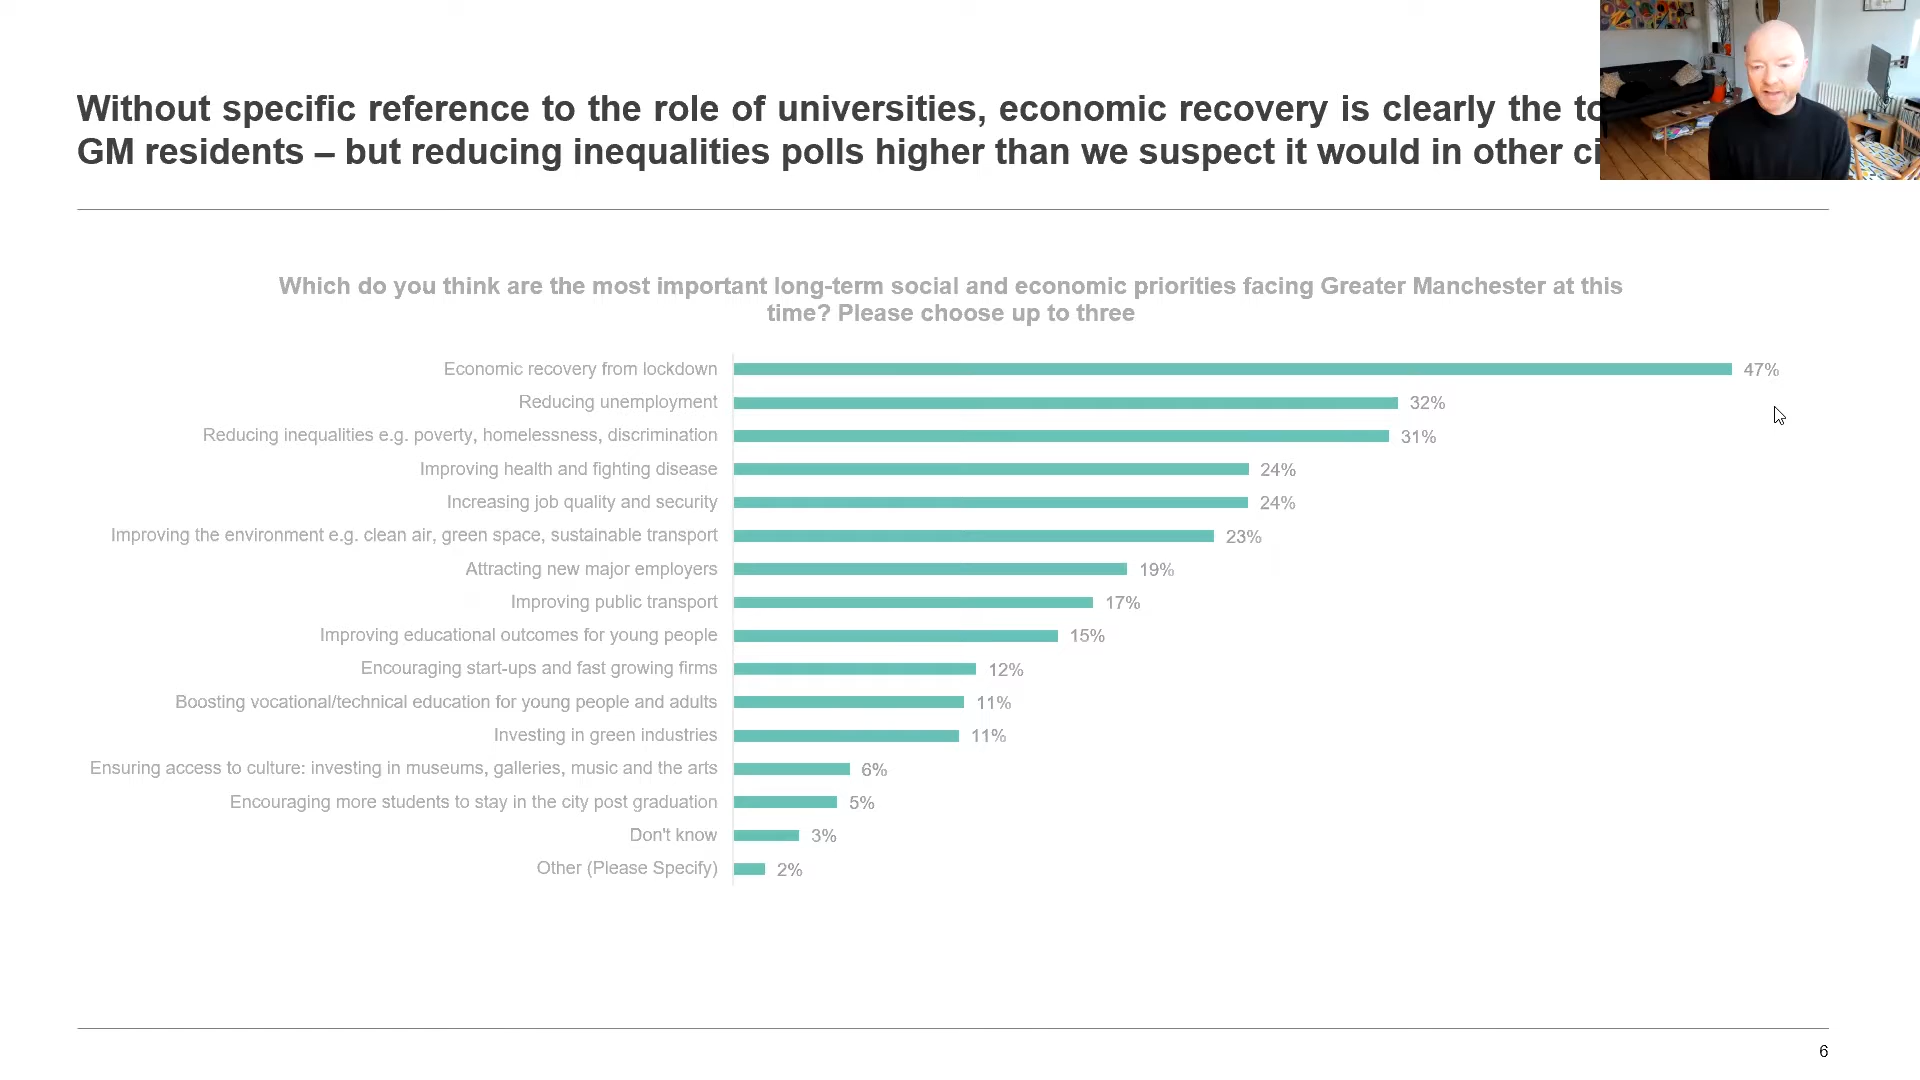 Without specific reference to the role of universities, economic recovery is clearly the
GM residents – but reducing inequalities polls higher than we suspect it would in other
Which do you think are the most important long-term social and economic priorities facing Greater Manchester at this
time? Please choose up to three
Economic recovery from lockdown 47%
Reducing unemployment 32%
Reducing inequalities e.g. poverty, homelessness, discrimination 31%
Improving health and fighting disease 24%
Increasing job quality and security 24%
Improving the environment e.g. clean air, green space, sustainable transport 23%
Attracting new major employers 19%
Improving public transport 17%
Improving educational outcomes for young people 15%
Encouraging start-ups and fast growing firms 12%
Boosting vocational/technical education for young people and adults 11%
Investing in green industries 11%
Ensuring access to culture: investing in museums, galleries, music and the arts 6%
Encouraging more students to stay in the city post graduation 5%
Don't know 3%
Other (Please Specify) 2%
6